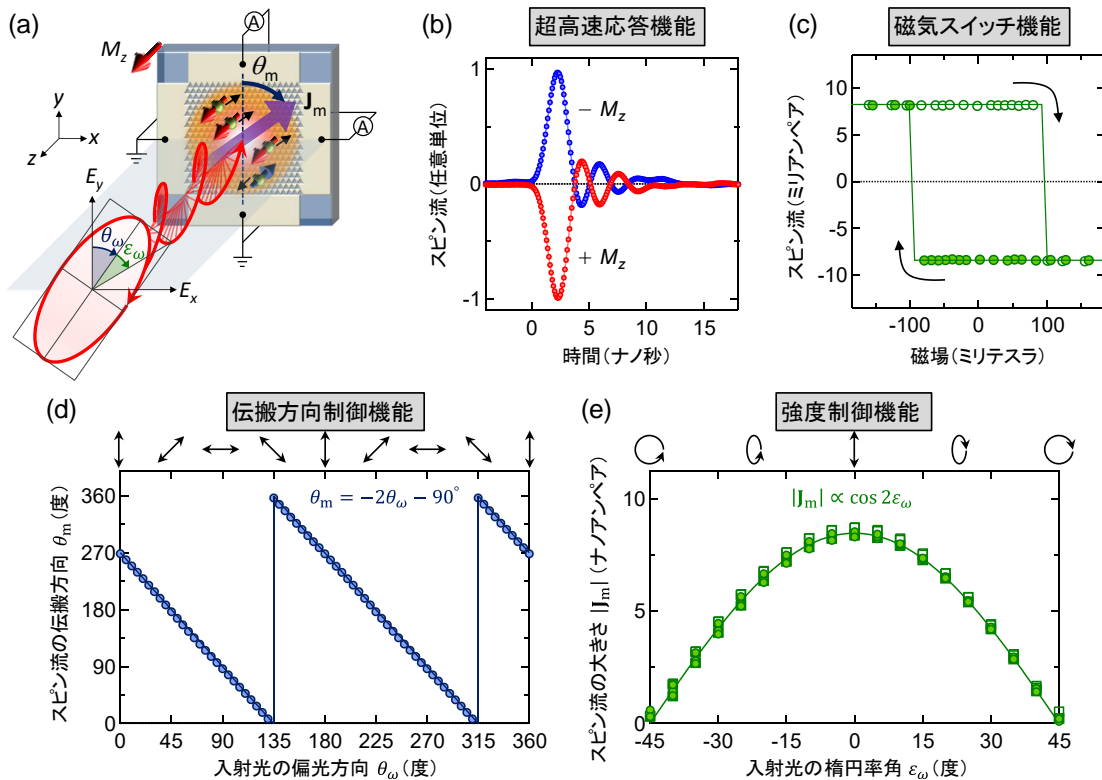 (a)
M_z
y
x
z
θ_m
J_m
A
A
E_y
θ_ω
ε_ω
E_x
(b)
超高速応答機能
スピン流(任意単位)
1
0
-1
− M_z
+ M_z
0
5
10
15
時間(ナノ秒)
(c)
磁気スイッチ機能
スピン流(ミリアンペア)
10
5
0
-5
-10
-100
0
100
磁場(ミリテスラ)
(d)
伝搬方向制御機能
θ_m = −2θ_ω − 90°
スピン流の伝搬方向 θ_m(度)
360
270
180
90
0
0
45
90
135
180
225
270
315
360
入射光の偏光方向 θ_ω(度)
(e)
強度制御機能
|J_m| ∝ cos 2ε_ω
スピン流の大きさ |J_m|(ナノアンペア)
10
5
0
-45
-30
-15
0
15
30
45
入射光の楕円率角 ε_ω(度)